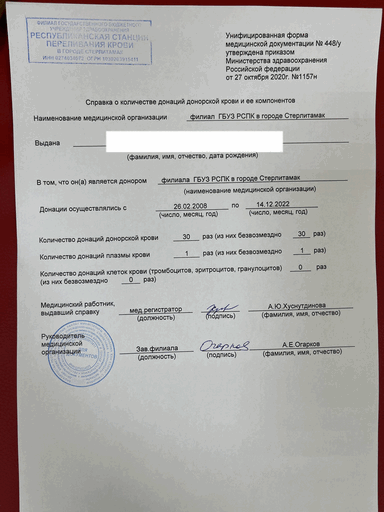 ФИЛИАЛ ГОСУДАРСТВЕННОГО БЮДЖЕТНОГО
УЧРЕЖДЕНИЯ ЗДРАВООХРАНЕНИЯ
РЕСПУБЛИКАНСКАЯ СТАНЦИЯ
ПЕРЕЛИВАНИЯ КРОВИ
В ГОРОДЕ СТЕРЛИТАМАК
Унифицированная форма
медицинской документации № 448/у
утверждена приказом
Министерства здравоохранения
Российской федерации
от 27 октября 2020г. №1157н
Справка о количестве донаций донорской крови и ее компонентов
Наименование медицинской организации филиал ГБУЗ РСПК в городе Стерлитамак
Выдана
(фамилия, имя, отчество, дата рождения)
В том, что он(а) является донором филиала ГБУЗ РСПК в городе Стерлитамак
(наименование медицинской организации)
Донации осуществлялись с 26.02.2008 по 14.12.2022
(число, месяц, год) (число, месяц, год)
Количество донаций донорской крови 30 раз (из них безвозмездно 30 раз)
Количество донаций плазмы крови 1 раз (из них безвозмездно 1 раз)
Количество донаций клеток крови (тромбоцитов, эритроцитов, гранулоцитов) 0 раз
(из них безвозмездно 0 раз)
Медицинский работник,
выдавший справку мед.регистратор А.Ю.Хуснутдинова
(должность) (подпись) (фамилия, имя, отчество)
Руководитель
медицинской
организации Зав.филиала Огарков А.Е.Огарков
(должность) (подпись) (фамилия, имя, отчество)